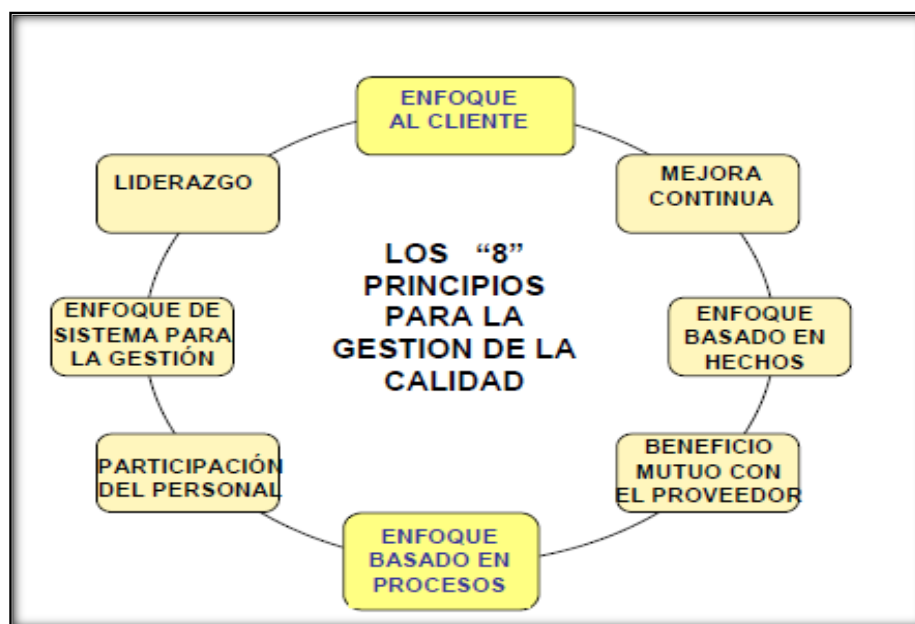 ENFOQUE
AL CLIENTE
LIDERAZGO
MEJORA
CONTINUA
LOS “8”
PRINCIPIOS
PARA LA
GESTION DE LA
CALIDAD
ENFOQUE DE
SISTEMA PARA
LA GESTIÓN
ENFOQUE
BASADO EN
HECHOS
PARTICIPACIÓN
DEL PERSONAL
BENEFICIO
MUTUO CON
EL PROVEEDOR
ENFOQUE
BASADO EN
PROCESOS